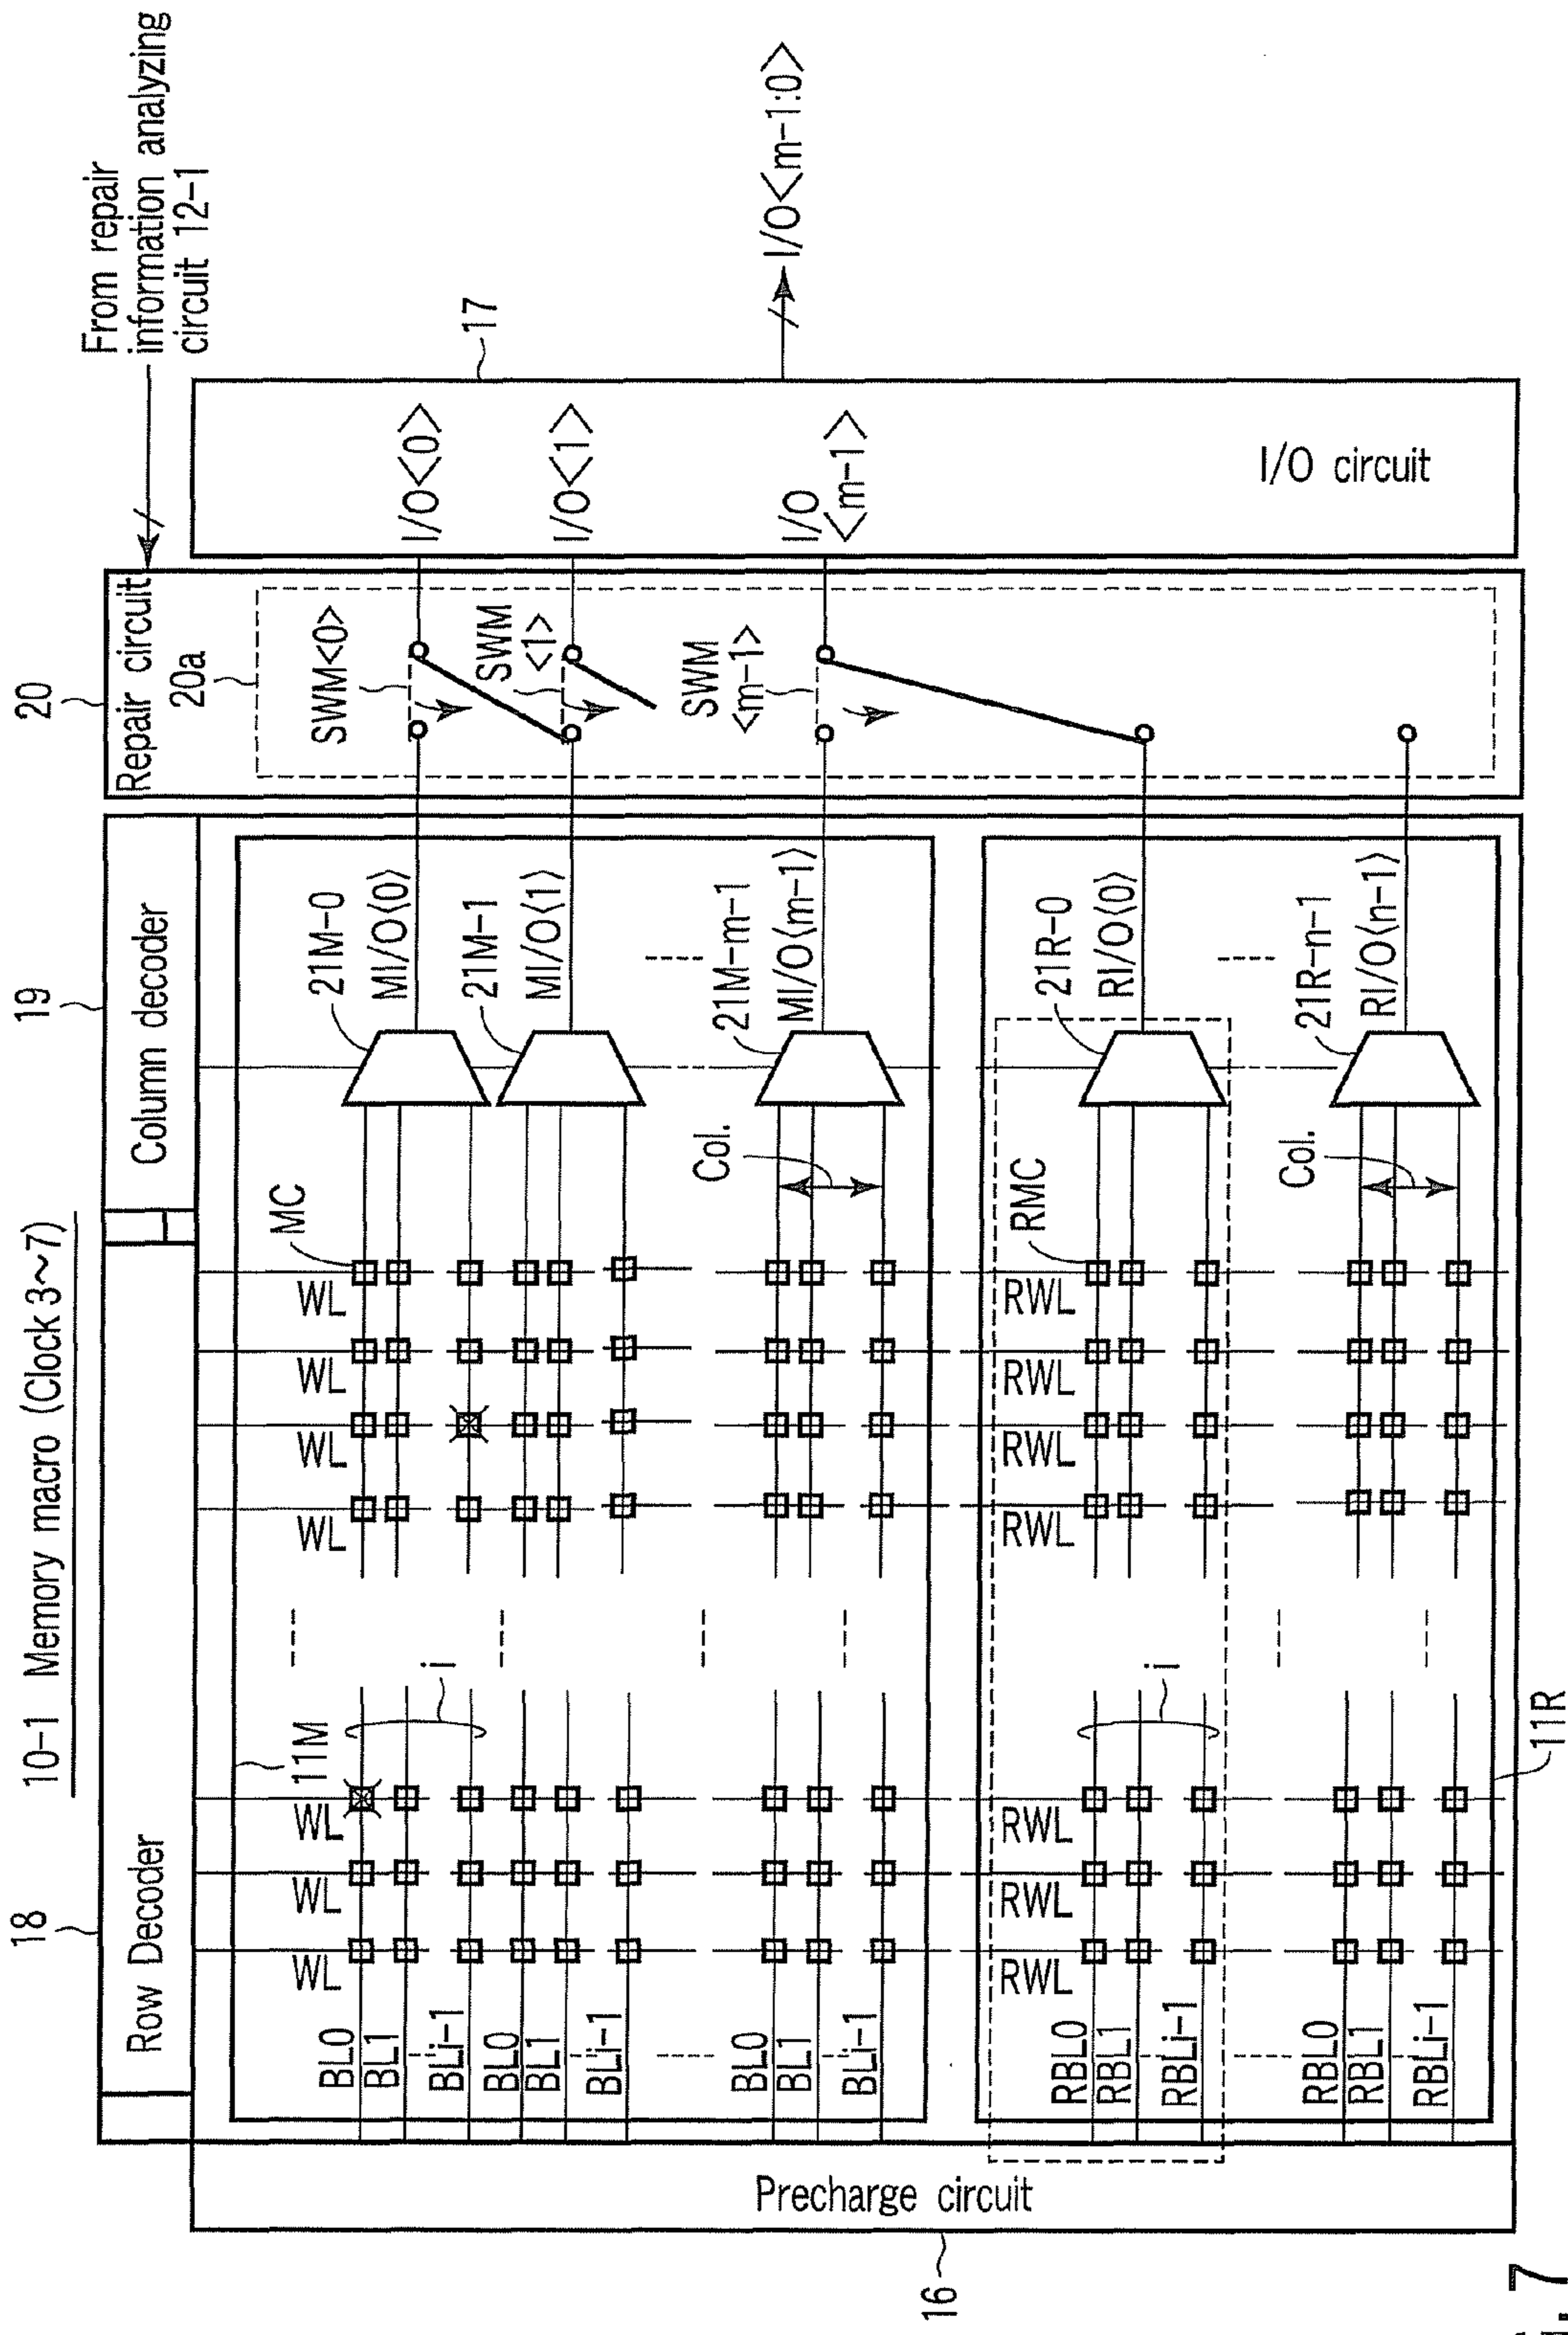 10-1 Memory macro (Clock 3~7)
18
Row Decoder
19
Column decoder
20
Repair circuit
20a
From repair
information analyzing
circuit 12-1
11M
MC
WL
WL
WL
WL
WL
WL
WL
i
BL0
BL1
BLi-1
BL0
BL1
BLi-1
BL0
BL1
BLi-1
Col.
21M-0
MI/O⟨0⟩
21M-1
MI/O⟨1⟩
21M-m-1
MI/O⟨m-1⟩
SWM<0>
SWM
<1>
SWM
<m-1>
I/O<0>
I/O<1>
I/O
<m-1>
17
I/O<m-1:0>
I/O circuit
RMC
RWL
RWL
RWL
RWL
RWL
RWL
RWL
i
RBL0
RBL1
RBLi-1
RBL0
RBL1
RBLi-1
Col.
21R-0
RI/O⟨0⟩
21R-n-1
RI/O⟨n-1⟩
11R
Precharge circuit
16
. 7